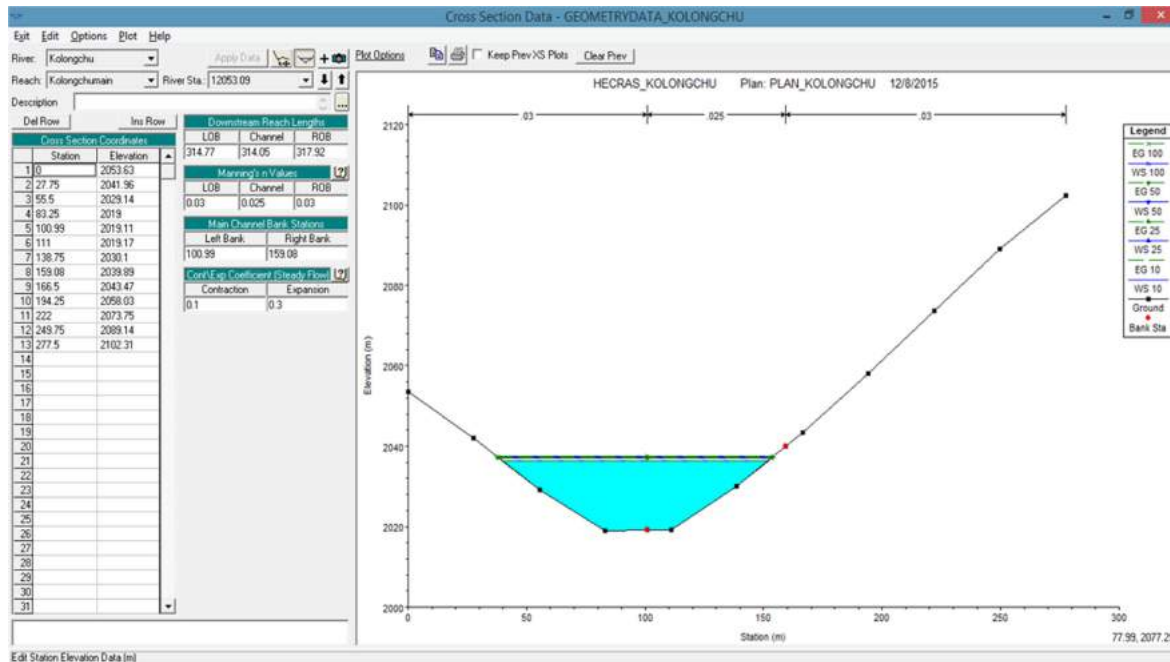 Cross Section Data - GEOMETRYDATA_KOLONGCHU
Exit Edit Options Plot Help
River: Kolongchu Apply Data Plot Options Keep Prev XS Plots Clear Prev
Reach: Kolongchumain River Sta.: 12053.09
Description ...
Del Row Ins Row
Cross Section Coordinates
Station Elevation
1 0 2053.63
2 27.75 2041.96
3 55.5 2029.14
4 83.25 2019
5 100.99 2019.11
6 111 2019.17
7 138.75 2030.1
8 159.08 2039.89
9 166.5 2043.47
10 194.25 2058.03
11 222 2073.75
12 249.75 2089.14
13 277.5 2102.31
14
15
16
17
18
19
20
21
22
23
24
25
26
27
28
29
30
31
Downstream Reach Lengths
LOB Channel ROB
314.77 314.05 317.92
Manning's n Values ?
LOB Channel ROB
0.03 0.025 0.03
Main Channel Bank Stations
Left Bank Right Bank
100.99 159.08
Cont\Exp Coefficient (Steady Flow) ?
Contraction Expansion
0.1 0.3
HECRAS_KOLONGCHU Plan: PLAN_KOLONGCHU 12/8/2015
.03 .025 .03
2120
2100
2080
2060
2040
2020
2000
Elevation (m)
0 50 100 150 200 250 300
Station (m)
Legend
EG 100
WS 100
EG 50
WS 50
EG 25
WS 25
EG 10
WS 10
Ground
Bank Sta
77.99, 2077.25
Edit Station Elevation Data (m)